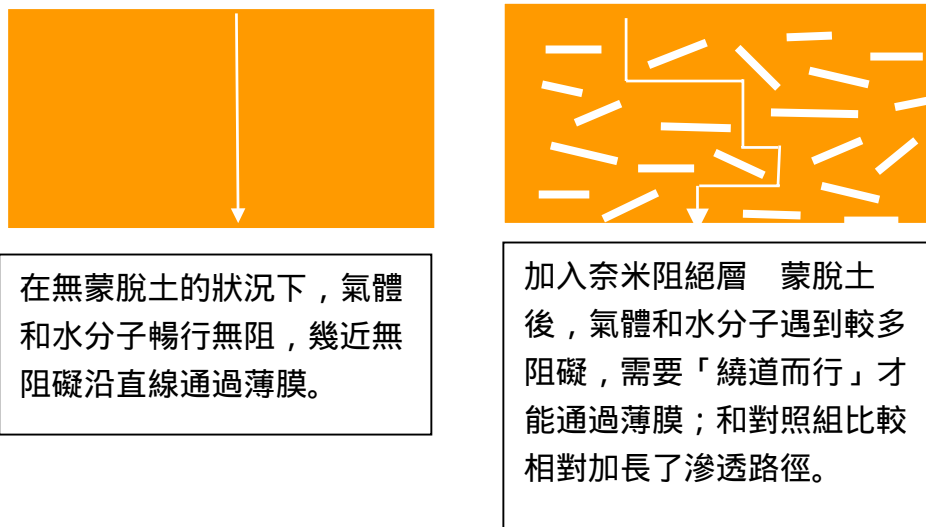 在無蒙脫土的狀況下，氣體
和水分子暢行無阻，幾近無
阻礙沿直線通過薄膜。
加入奈米阻絕層　蒙脫土
後，氣體和水分子遇到較多
阻礙，需要「繞道而行」才
能通過薄膜；和對照組比較
相對加長了滲透路徑。